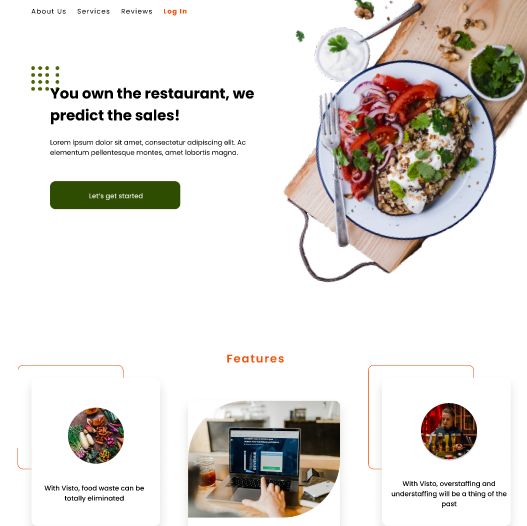 About Us Services Reviews Log In
You own the restaurant, we
predict the sales!
Lorem ipsum dolor sit amet, consectetur adipiscing elit. Ac
elementum pellentesque montes, amet lobortis magna.
Let's get started
Features
With Visto, food waste can be
totally eliminated
With Visto, overstaffing and
understaffing will be a thing of the
past